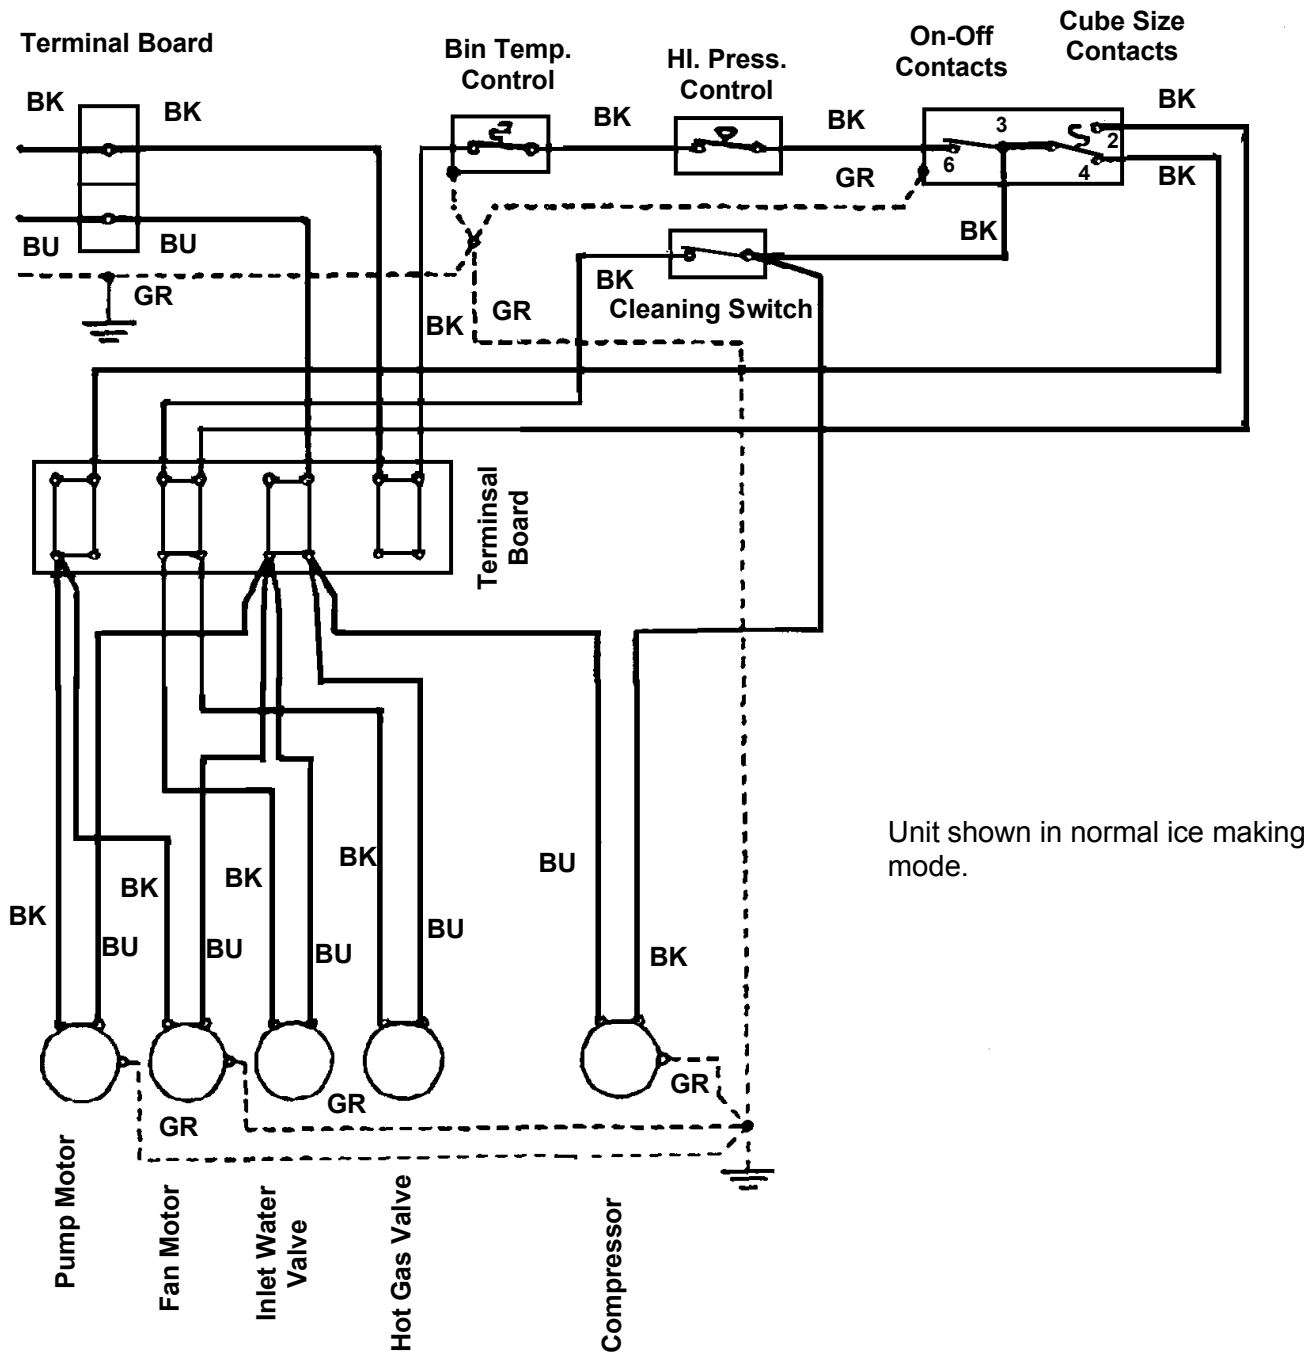 Terminal Board
Bin Temp.
Control
HI. Press.
Control
On-Off
Contacts
Cube Size
Contacts
BK
BK
BK
BK
BK
3
2
6
4
BK
GR
BU
BU
BK
GR
BK
GR
BK
Cleaning Switch
Terminsal
Board
Unit shown in normal ice making
mode.
BK
BU
BK
BU
BK
BU
BK
BU
BU
BK
GR
GR
GR
Pump Motor
Fan Motor
Inlet Water
Valve
Hot Gas Valve
Compressor